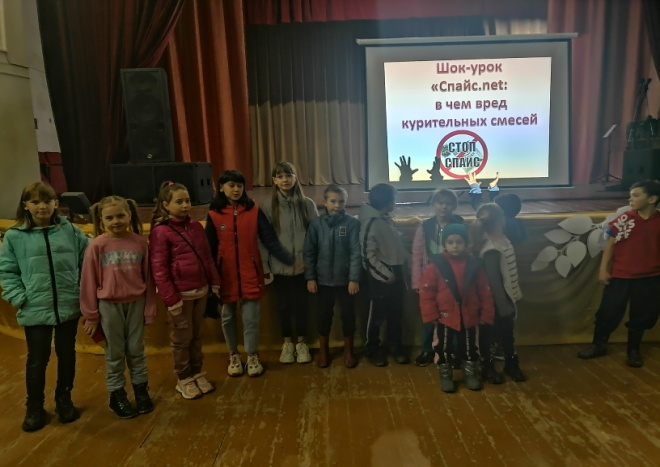 Шок-урок
«Спайс.net:
в чем вред
курительных смесей
СТОП
СПАЙС